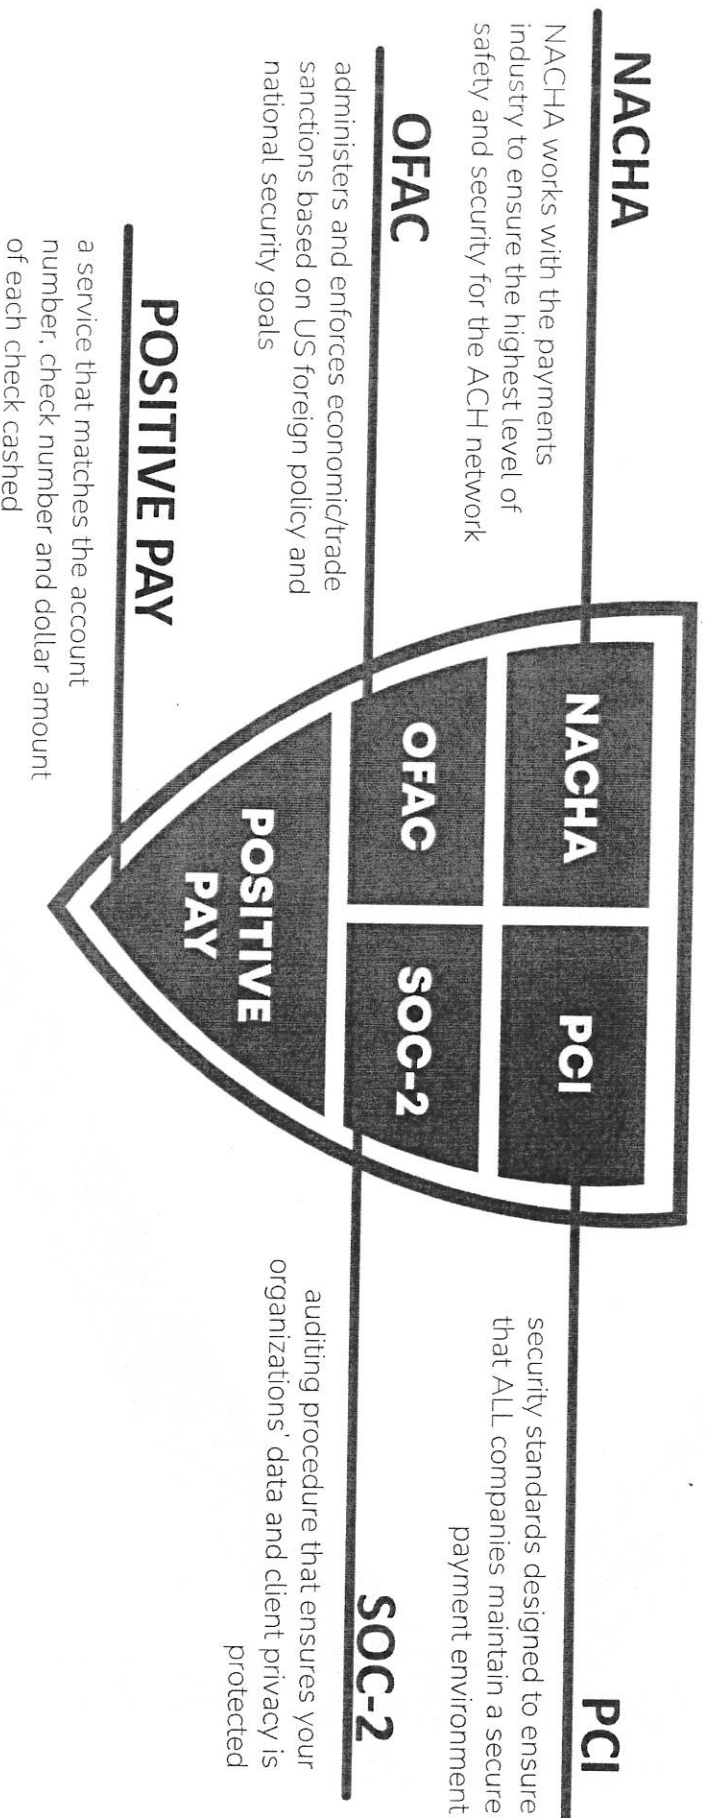 NACHA
NACHA works with the payments
industry to ensure the highest level of
safety and security for the ACH network
OFAC
administers and enforces economic/trade
sanctions based on US foreign policy and
national security goals
POSITIVE PAY
a service that matches the account
number, check number and dollar amount
of each check cashed
NACHA
PCI
OFAC
SOC-2
POSITIVE
PAY
PCI
security standards designed to ensure
that ALL companies maintain a secure
payment environment
SOC-2
auditing procedure that ensures your
organizations' data and client privacy is
protected